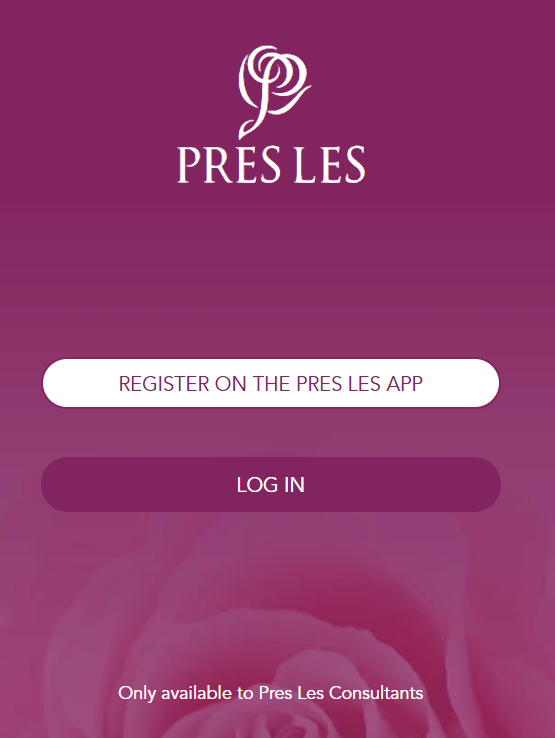 PRES LES
REGISTER ON THE PRES LES APP
LOG IN
Only available to Pres Les Consultants